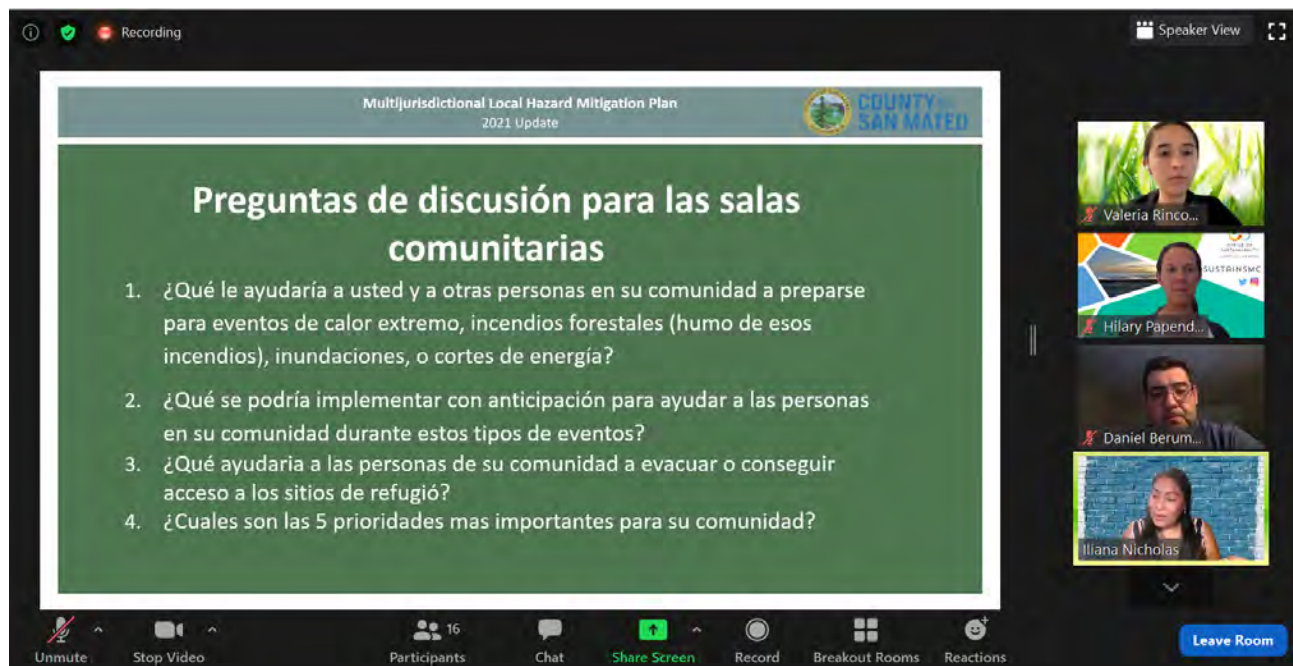 Recording
Speaker View
Multijurisdictional Local Hazard Mitigation Plan
2021 Update
COUNTY OF
SAN MATEO
Preguntas de discusión para las salas
comunitarias
1. ¿Qué le ayudaría a usted y a otras personas en su comunidad a preparse
para eventos de calor extremo, incendios forestales (humo de esos
incendios), inundaciones, o cortes de energía?
2. ¿Qué se podría implementar con anticipación para ayudar a las personas
en su comunidad durante estos tipos de eventos?
3. ¿Qué ayudaria a las personas de su comunidad a evacuar o conseguir
acceso a los sitios de refugió?
4. ¿Cuales son las 5 prioridades mas importantes para su comunidad?
Valeria Rinco...
SUSTAINSMC
Hilary Papend...
Daniel Berum...
Iliana Nicholas
Unmute
Stop Video
16
Participants
Chat
Share Screen
Record
Breakout Rooms
Reactions
Leave Room